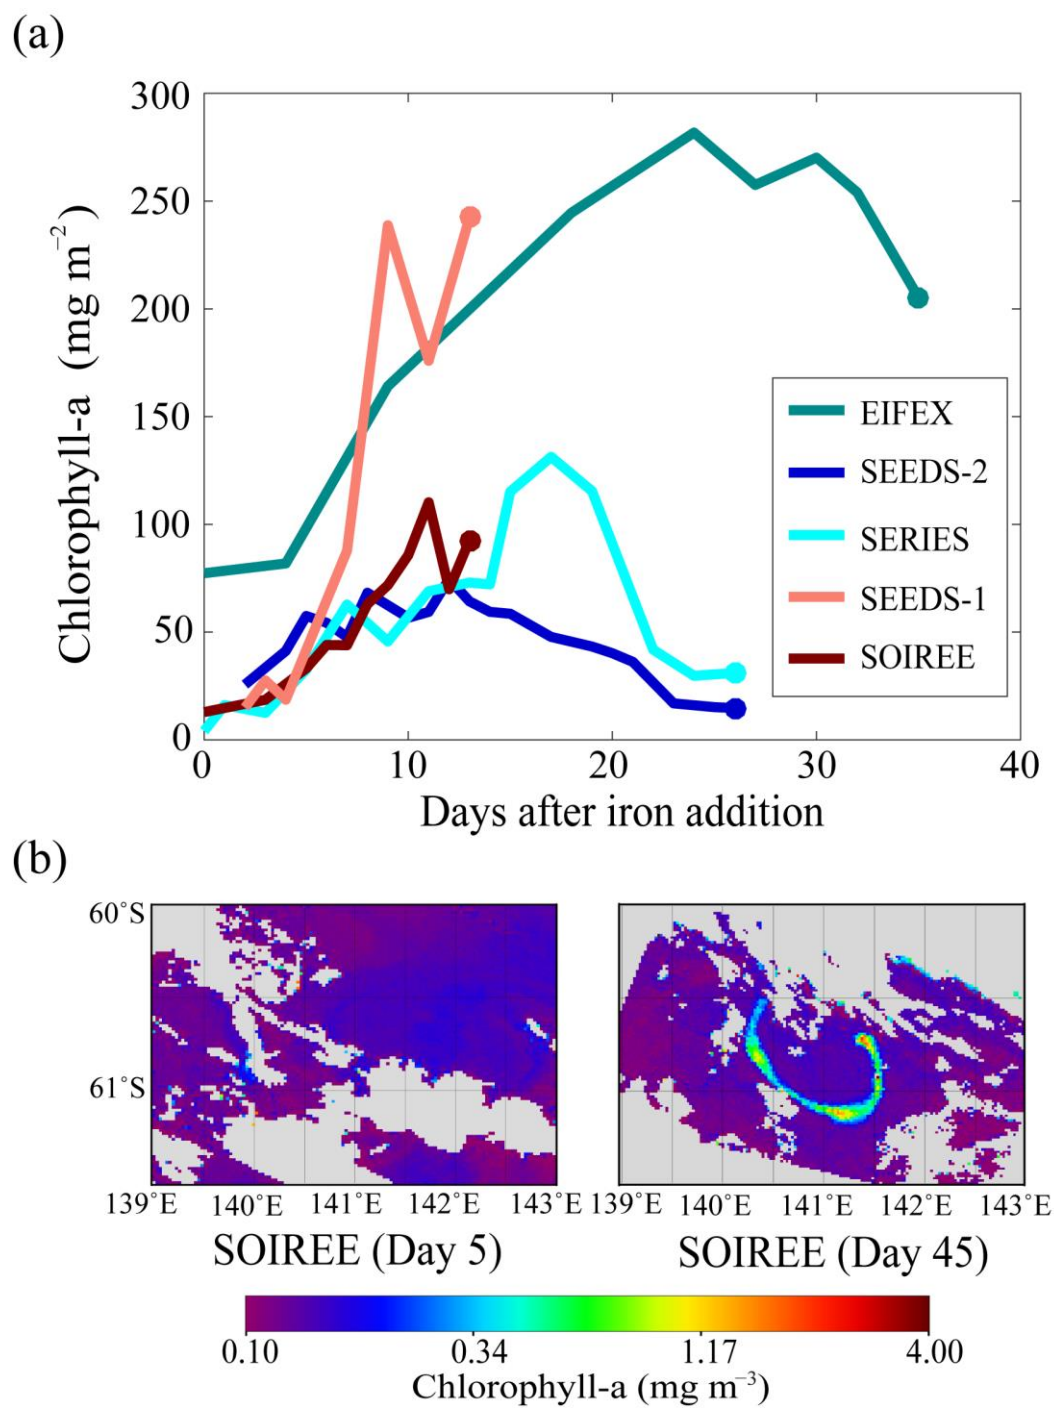 (a)
300
250
200
150
100
50
0
Chlorophyll-a (mg m⁻²)
0 10 20 30 40
Days after iron addition
EIFEX
SEEDS-2
SERIES
SEEDS-1
SOIREE
(b)
60°S
61°S
139°E 140°E 141°E 142°E 143°E 139°E 140°E 141°E 142°E 143°E
SOIREE (Day 5) SOIREE (Day 45)
0.10 0.34 1.17 4.00
Chlorophyll-a (mg m⁻³)